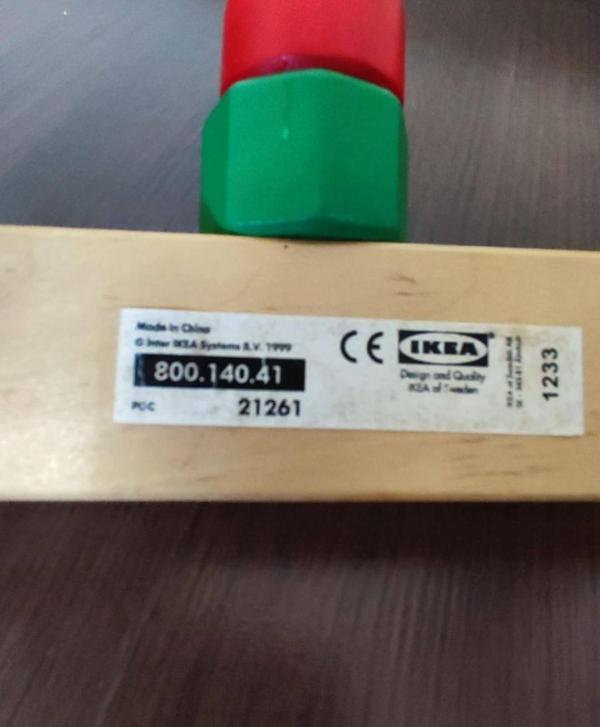 Made in China
© Inter IKEA Systems B.V. 1999
800.140.41
21261
CE
IKEA®
Design and Quality
IKEA of Sweden
1233